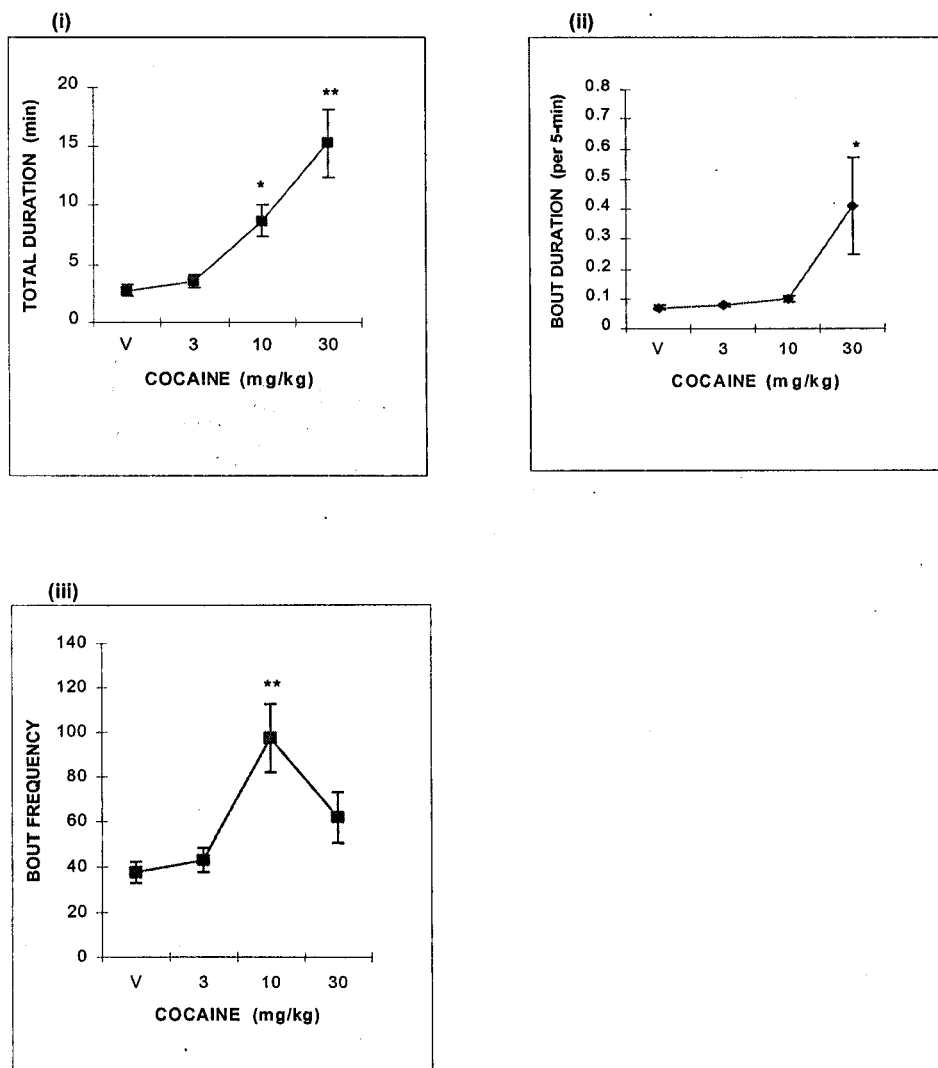 (i)
TOTAL DURATION (min)
20
15
10
5
0
*
**
V 3 10 30
COCAINE (mg/kg)
(ii)
BOUT DURATION (per 5-min)
0.8
0.7
0.6
0.5
0.4
0.3
0.2
0.1
0
*
V 3 10 30
COCAINE (mg/kg)
(iii)
BOUT FREQUENCY
140
120
100
80
60
40
20
0
**
V 3 10 30
COCAINE (mg/kg)